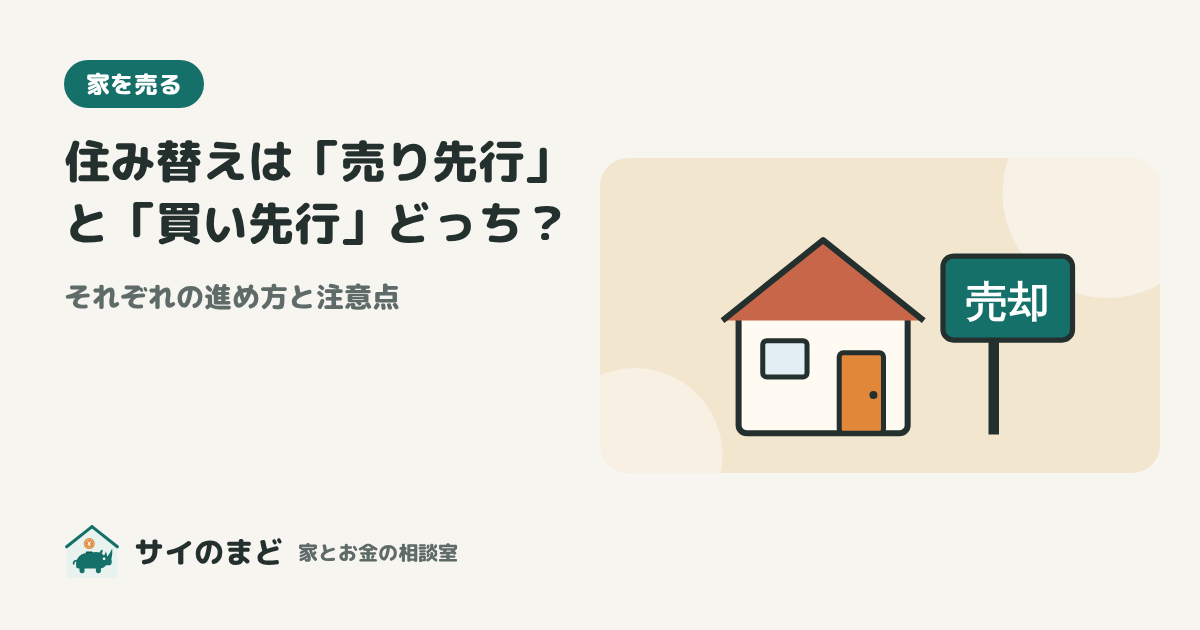 家を売る
住み替えは「売り先行」
と「買い先行」どっち？
それぞれの進め方と注意点
売却
サイのまど 家とお金の相談室